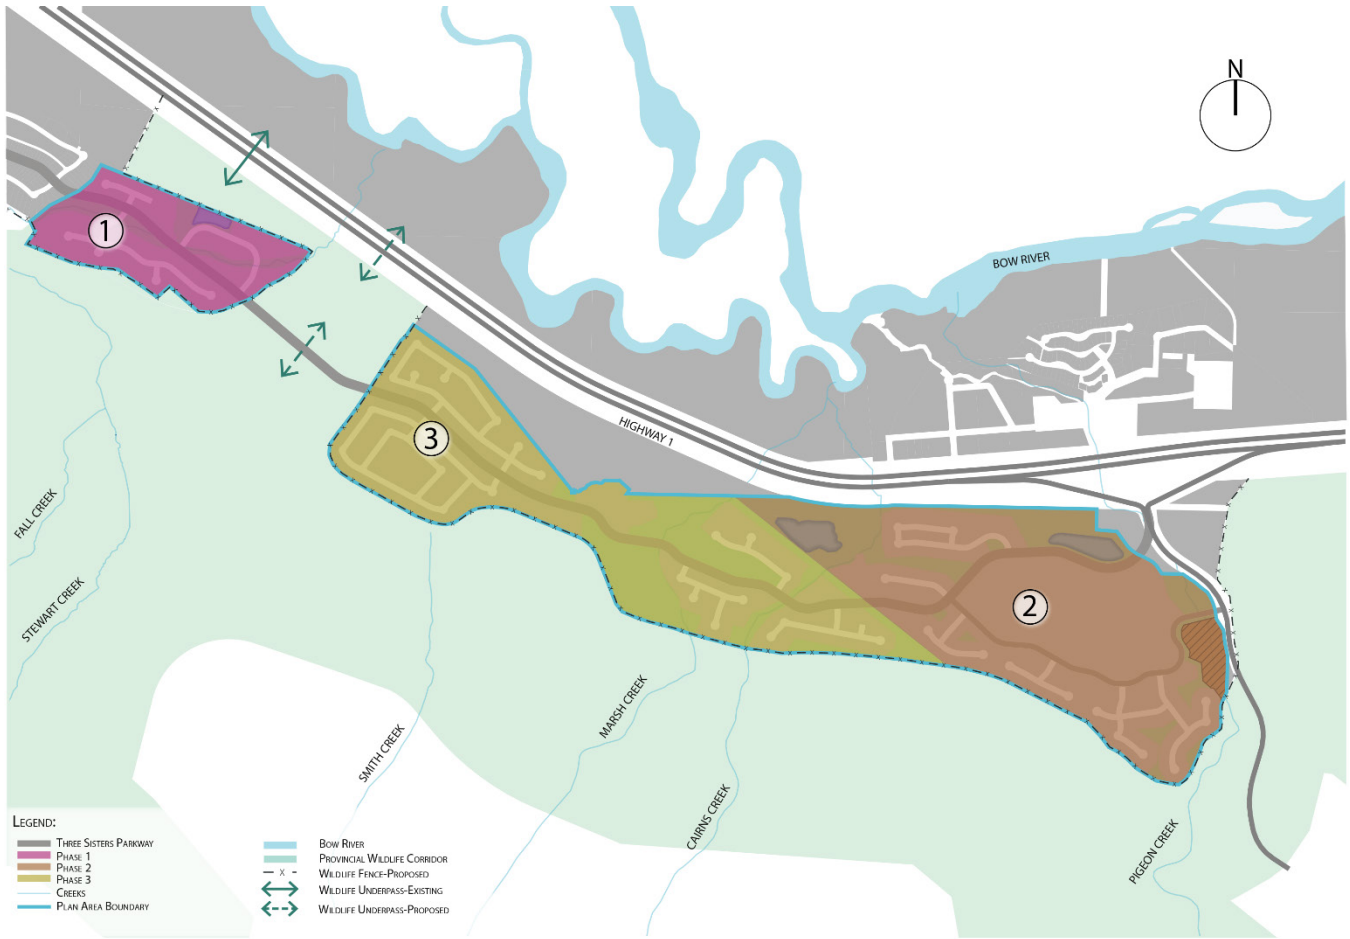 N
1
BOW RIVER
HIGHWAY 1
3
FALL CREEK
STEWART CREEK
2
SMITH CREEK
MARSH CREEK
CAIRNS CREEK
PIGEON CREEK
LEGEND:
THREE SISTERS PARKWAY
PHASE 1
PHASE 2
PHASE 3
CREEKS
PLAN AREA BOUNDARY
BOW RIVER
PROVINCIAL WILDLIFE CORRIDOR
X WILDLIFE FENCE-PROPOSED
WILDLIFE UNDERPASS-EXISTING
WILDLIFE UNDERPASS-PROPOSED